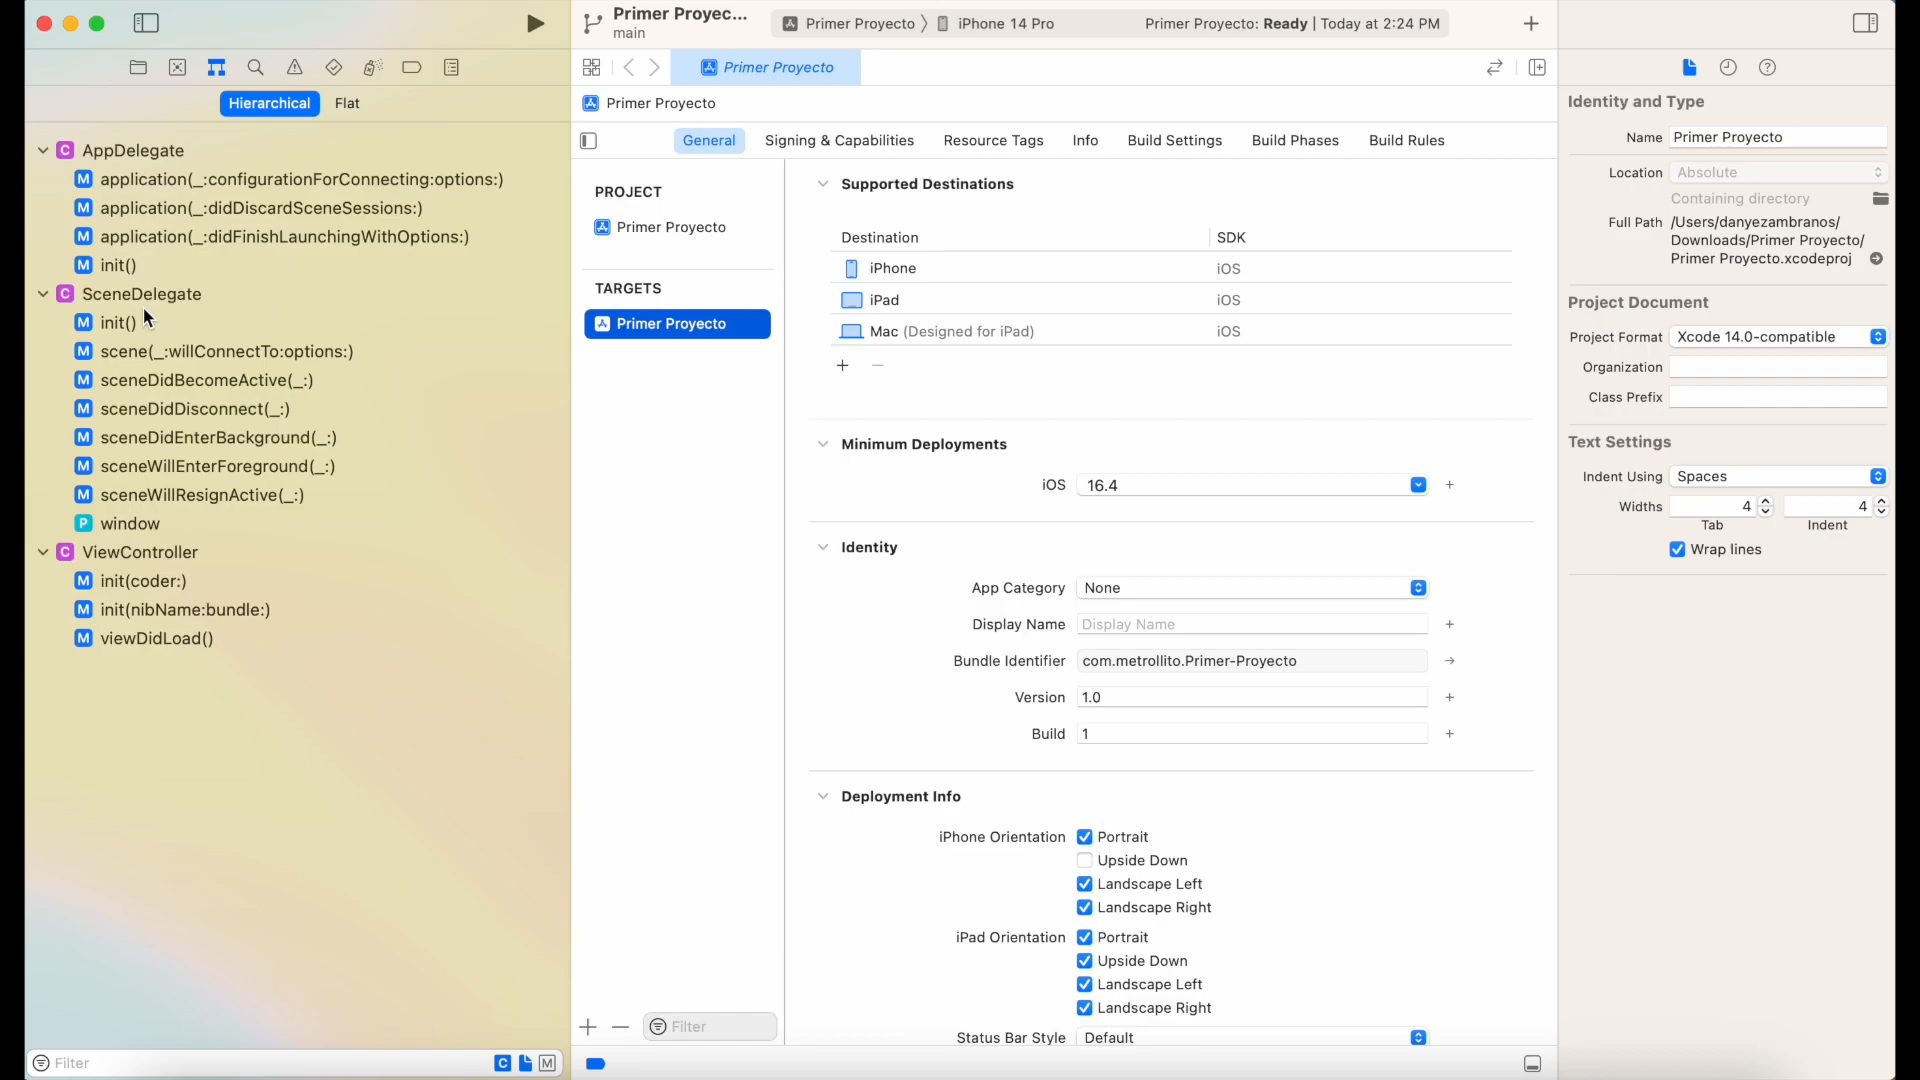 Primer Proyec...
main
Primer Proyecto
iPhone 14 Pro
Primer Proyecto: Ready | Today at 2:24 PM
Primer Proyecto
Hierarchical
Flat
Primer Proyecto
General
Signing & Capabilities
Resource Tags
Info
Build Settings
Build Phases
Build Rules
C AppDelegate
M application(_:configurationForConnecting:options:)
M application(_:didDiscardSceneSessions:)
M application(_:didFinishLaunchingWithOptions:)
M init()
C SceneDelegate
M init()
M scene(_:willConnectTo:options:)
M sceneDidBecomeActive(_:)
M sceneDidDisconnect(_:)
M sceneDidEnterBackground(_:)
M sceneWillEnterForeground(_:)
M sceneWillResignActive(_:)
P window
C ViewController
M init(coder:)
M init(nibName:bundle:)
M viewDidLoad()
Filter
C
M
PROJECT
Primer Proyecto
TARGETS
Primer Proyecto
Filter
Supported Destinations
Destination SDK
iPhone iOS
iPad iOS
Mac (Designed for iPad) iOS
Minimum Deployments
iOS 16.4
Identity
App Category None
Display Name Display Name
Bundle Identifier com.metrollito.Primer-Proyecto
Version 1.0
Build 1
Deployment Info
iPhone Orientation Portrait
Upside Down
Landscape Left
Landscape Right
iPad Orientation Portrait
Upside Down
Landscape Left
Landscape Right
Status Bar Style Default
Identity and Type
Name Primer Proyecto
Location Absolute
Containing directory
Full Path /Users/danyezambranos/
Downloads/Primer Proyecto/
Primer Proyecto.xcodeproj
Project Document
Project Format Xcode 14.0-compatible
Organization
Class Prefix
Text Settings
Indent Using Spaces
Widths 4 4
Tab Indent
Wrap lines